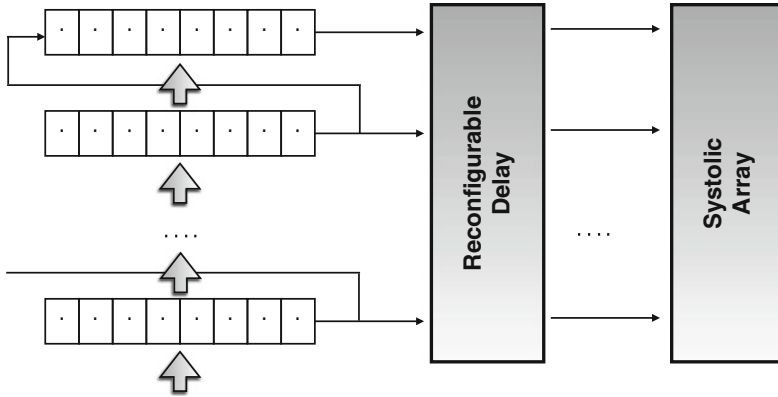 Reconfigurable
Delay
Systolic
Array
. . . .
. . . .